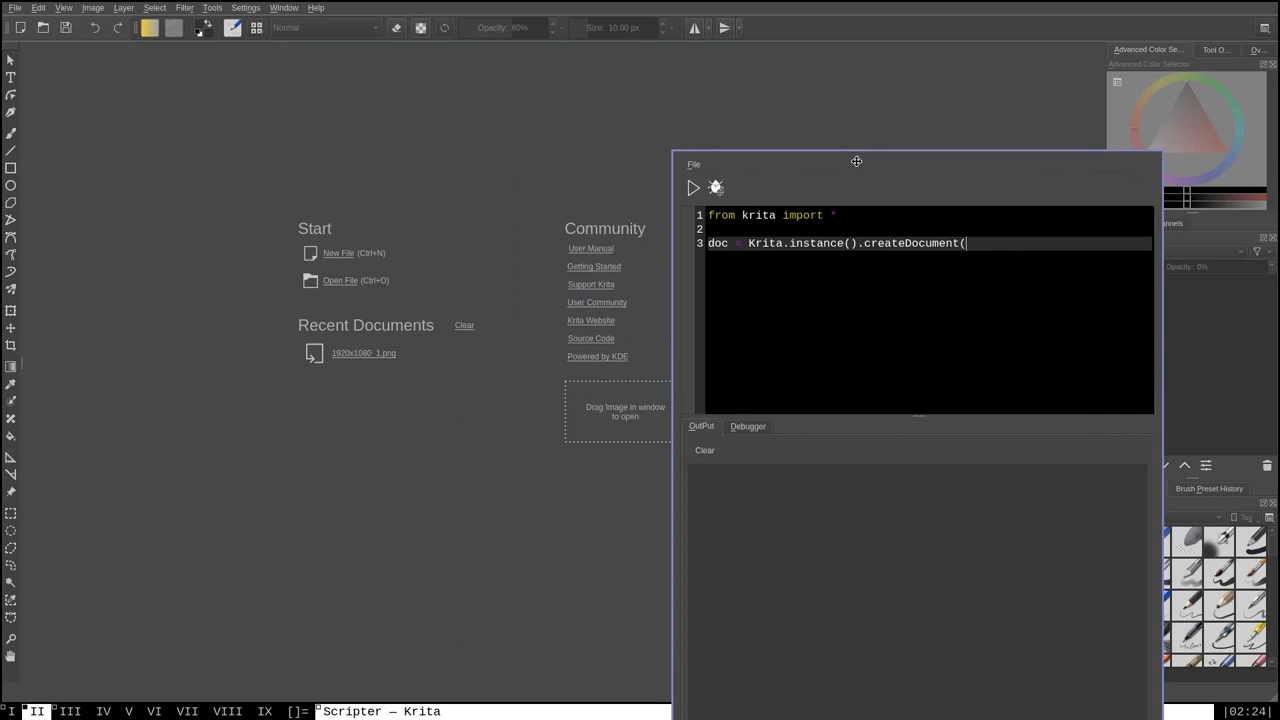 File Edit View Image Layer Select Filter Tools Settings Window Help
Normal
Opacity: 60%
Size: 10.00 px
Advanced Color Se... Tool O... Ov...
Advanced Color Selector
File
1 from krita import *
2
3 doc = Krita.instance().createDocument(
Start
New File (Ctrl+N)
Open File (Ctrl+O)
Recent Documents Clear
1920x1080_1.png
Community
User Manual
Getting Started
Support Krita
User Community
Krita Website
Source Code
Powered by KDE
Drag Image in window
to open
OutPut Debugger
Clear
Opacity: 0%
Brush Preset History
Tag
I II III IV V VI VII VIII IX []= Scripter — Krita |02:24|